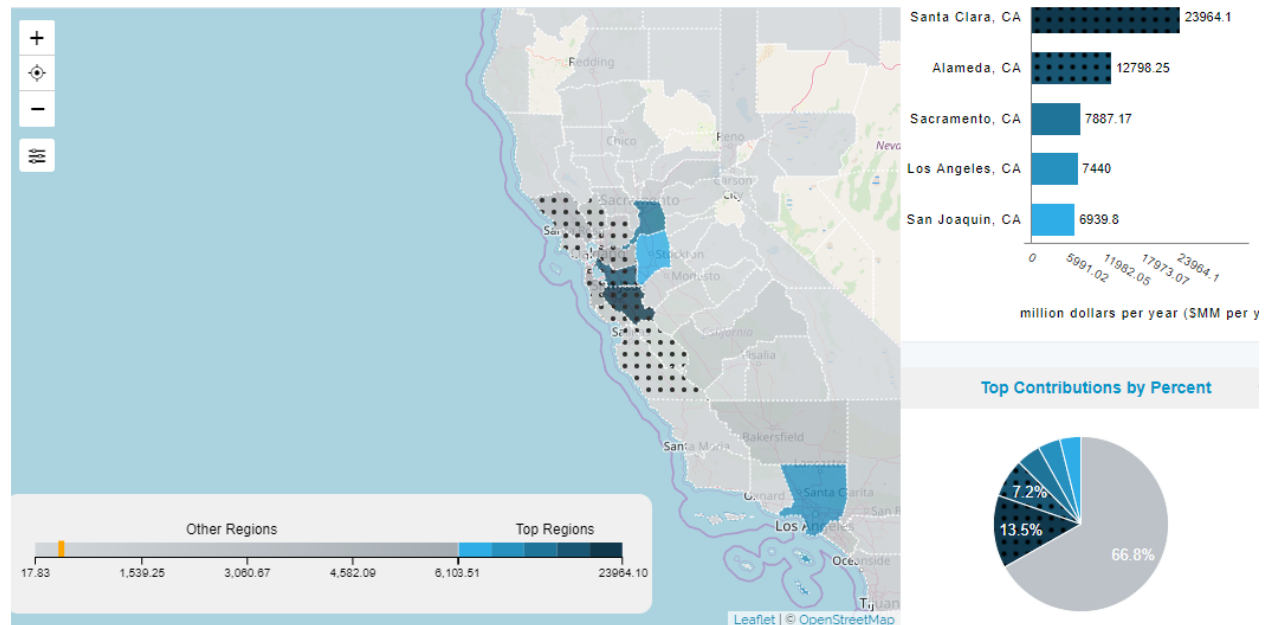 +
−
Redding
Chico
Reno
Neva
Carson
City
Sacramento
Stockton
Modesto
California
Visalia
Bakersfield
Santa Maria
Lancaster
Oxnard
Santa Clarita
Los Angeles
Oceanside
Tijuan
Other Regions
Top Regions
17.83
1,539.25
3,060.67
4,582.09
6,103.51
23964.10
Leaflet | © OpenStreetMap
Santa Clara, CA 23964.1
Alameda, CA 12798.25
Sacramento, CA 7887.17
Los Angeles, CA 7440
San Joaquin, CA 6939.8
0 5991.02 11982.05 17973.07 23964.1
million dollars per year ($MM per y
Top Contributions by Percent
7.2%
13.5%
66.8%